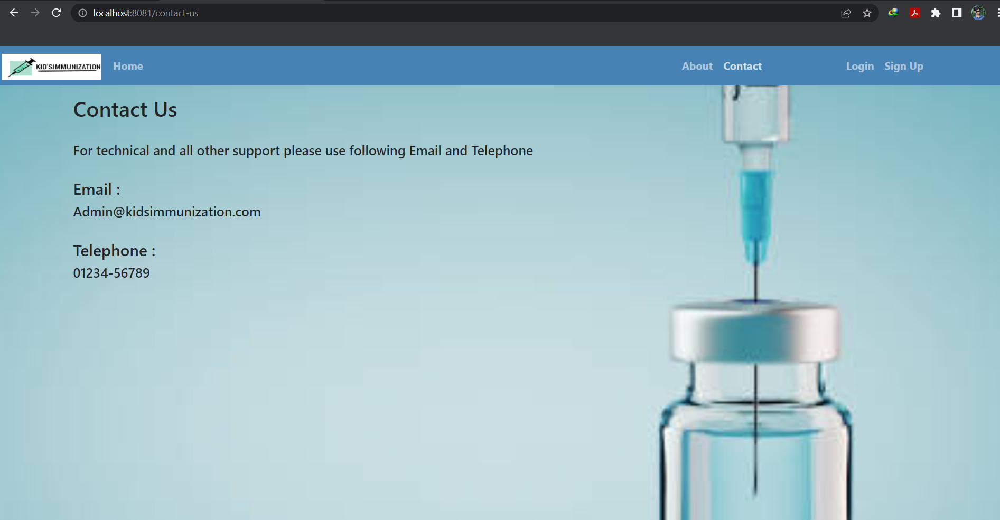 localhost:8081/contact-us
KID'SIMMUNIZATION
Home
About
Contact
Login
Sign Up
Contact Us
For technical and all other support please use following Email and Telephone
Email :
Admin@kidsimmunization.com
Telephone :
01234-56789